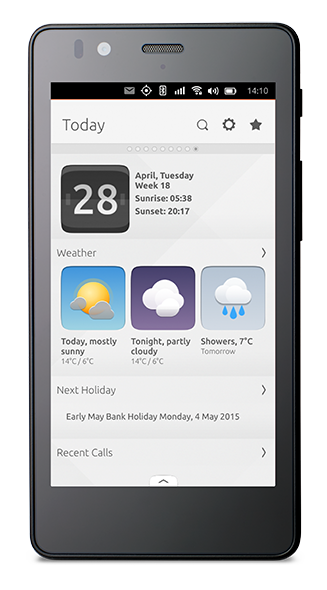 14:10
Today
28
April, Tuesday
Week 18
Sunrise: 05:38
Sunset: 20:17
Weather
Today, mostly
sunny
14°C / 6°C
Tonight, partly
cloudy
14°C / 6°C
Showers, 7°C
Tomorrow
Next Holiday
Early May Bank Holiday Monday, 4 May 2015
Recent Calls